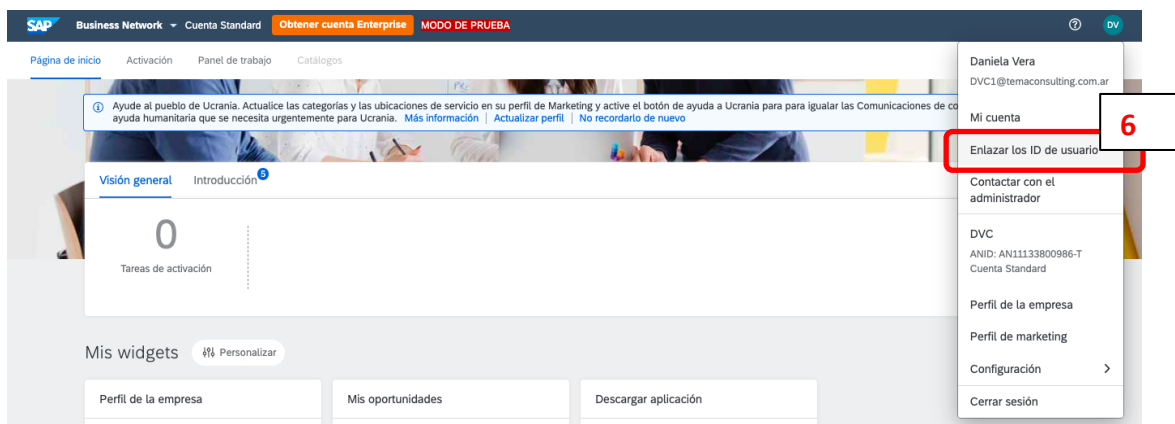 SAP Business Network Cuenta Standard Obtener cuenta Enterprise MODO DE PRUEBA DV
Página de inicio Activación Panel de trabajo Catálogos
Ayude al pueblo de Ucrania. Actualice las categorías y las ubicaciones de servicio en su perfil de Marketing y active el botón de ayuda a Ucrania para para igualar las Comunicaciones de co
ayuda humanitaria que se necesita urgentemente para Ucrania. Más información | Actualizar perfil | No recordarlo de nuevo
Visión general Introducción 5
0
Tareas de activación
Mis widgets Personalizar
Perfil de la empresa Mis oportunidades Descargar aplicación
Daniela Vera
DVC1@temaconsulting.com.ar
Mi cuenta
6
Enlazar los ID de usuario
Contactar con el
administrador
DVC
ANID: AN11133800986-T
Cuenta Standard
Perfil de la empresa
Perfil de marketing
Configuración
Cerrar sesión